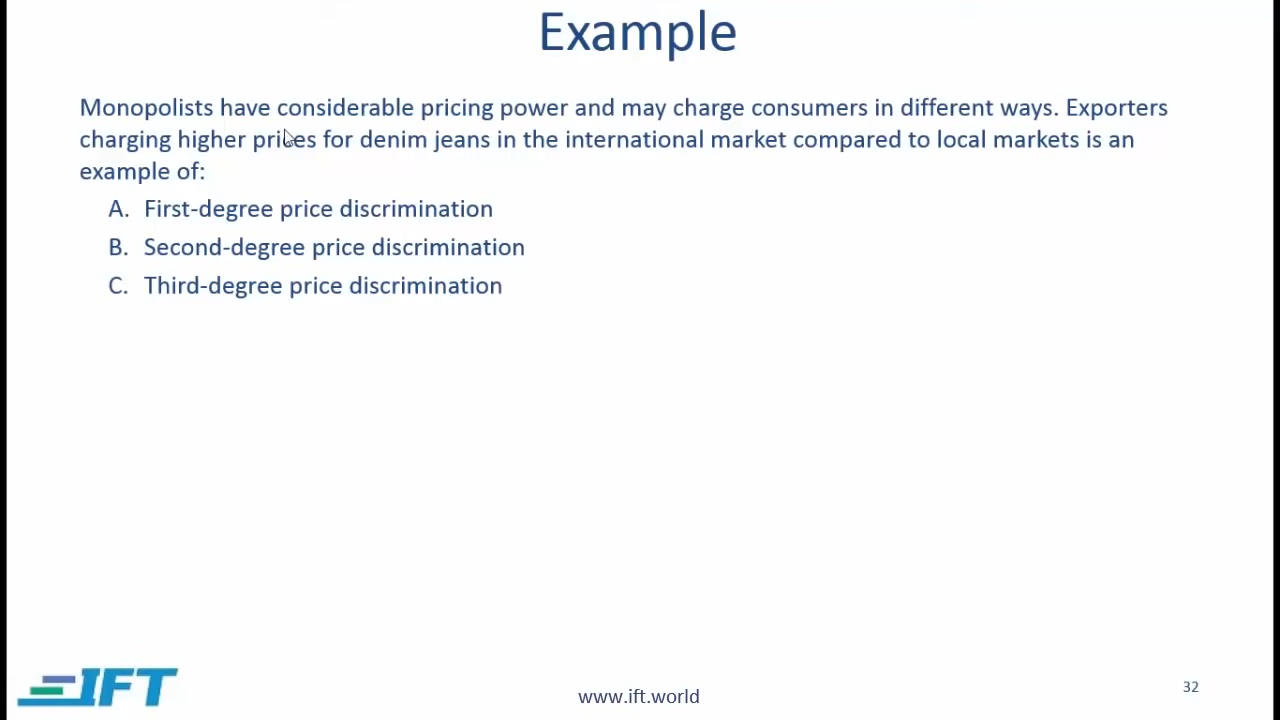 Example
Monopolists have considerable pricing power and may charge consumers in different ways. Exporters
charging higher prices for denim jeans in the international market compared to local markets is an
example of:
A. First-degree price discrimination
B. Second-degree price discrimination
C. Third-degree price discrimination
IFT
www.ift.world
32